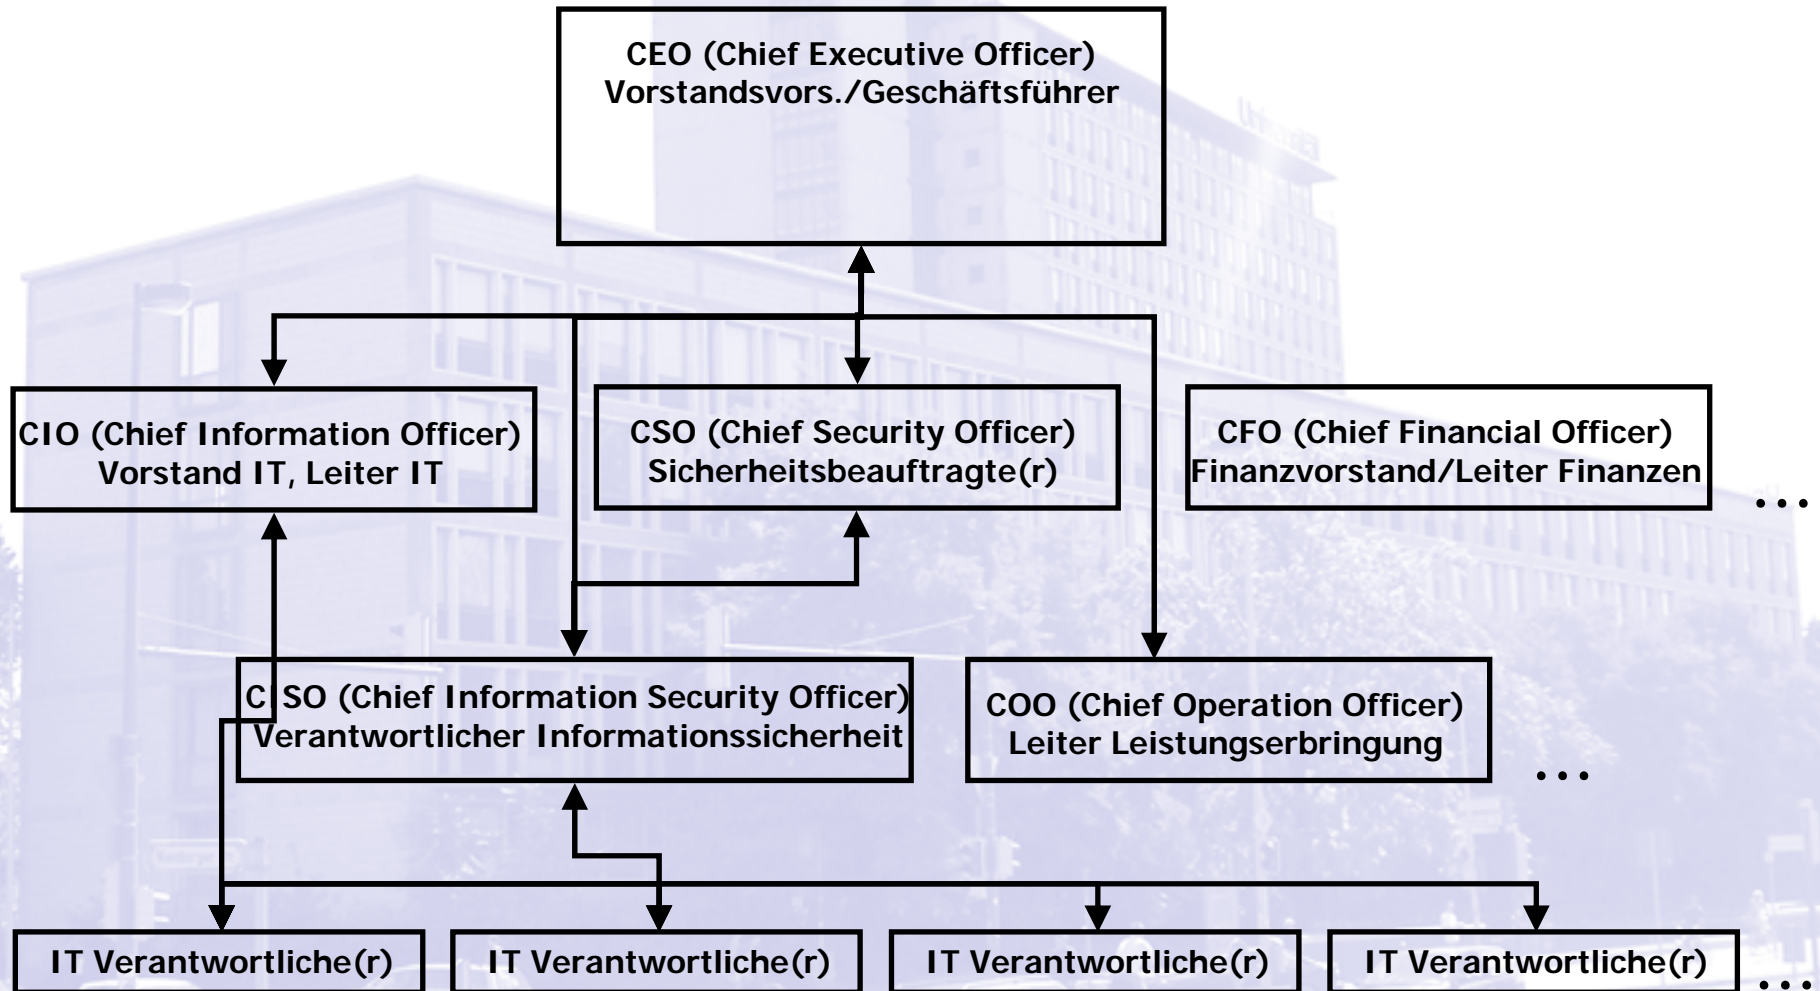 CEO (Chief Executive Officer)
Vorstandsvors./Geschäftsführer
CIO (Chief Information Officer)
Vorstand IT, Leiter IT
CSO (Chief Security Officer)
Sicherheitsbeauftragte(r)
CFO (Chief Financial Officer)
Finanzvorstand/Leiter Finanzen
...
CISO (Chief Information Security Officer)
Verantwortlicher Informationssicherheit
COO (Chief Operation Officer)
Leiter Leistungserbringung
...
IT Verantwortliche(r)
IT Verantwortliche(r)
IT Verantwortliche(r)
IT Verantwortliche(r)
...